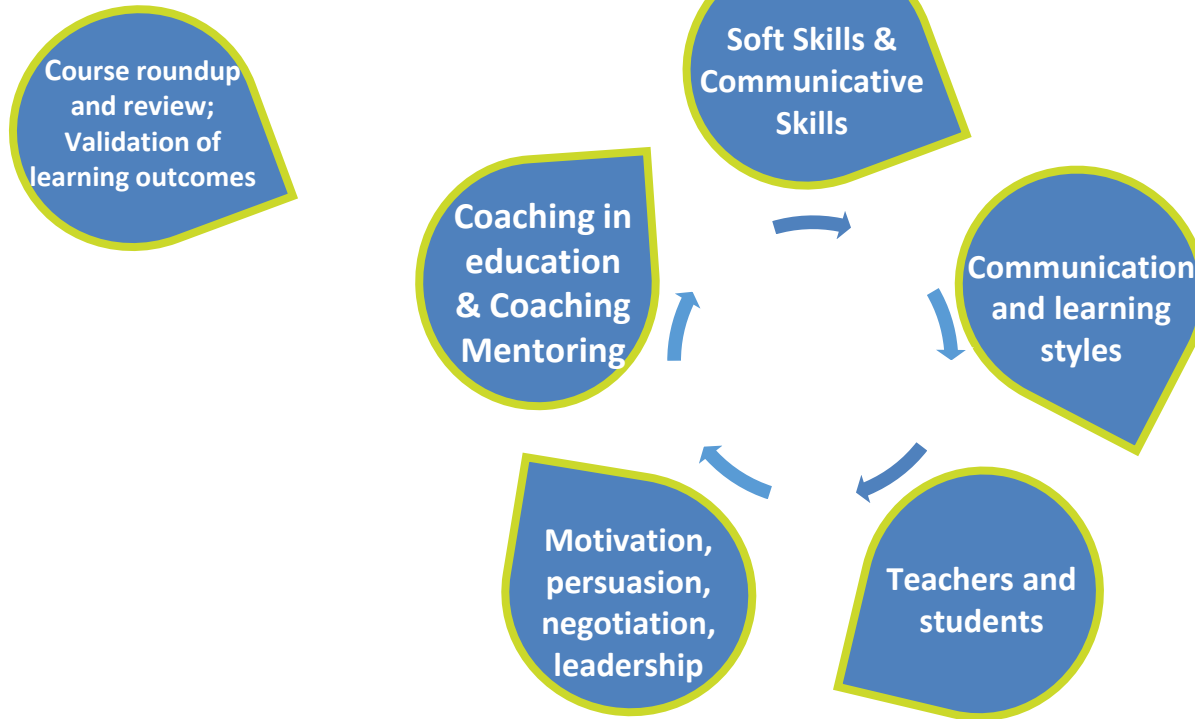 Course roundup
and review;
Validation of
learning outcomes
Soft Skills &
Communicative
Skills
Communication
and learning
styles
Teachers and
students
Motivation,
persuasion,
negotiation,
leadership
Coaching in
education
& Coaching
Mentoring